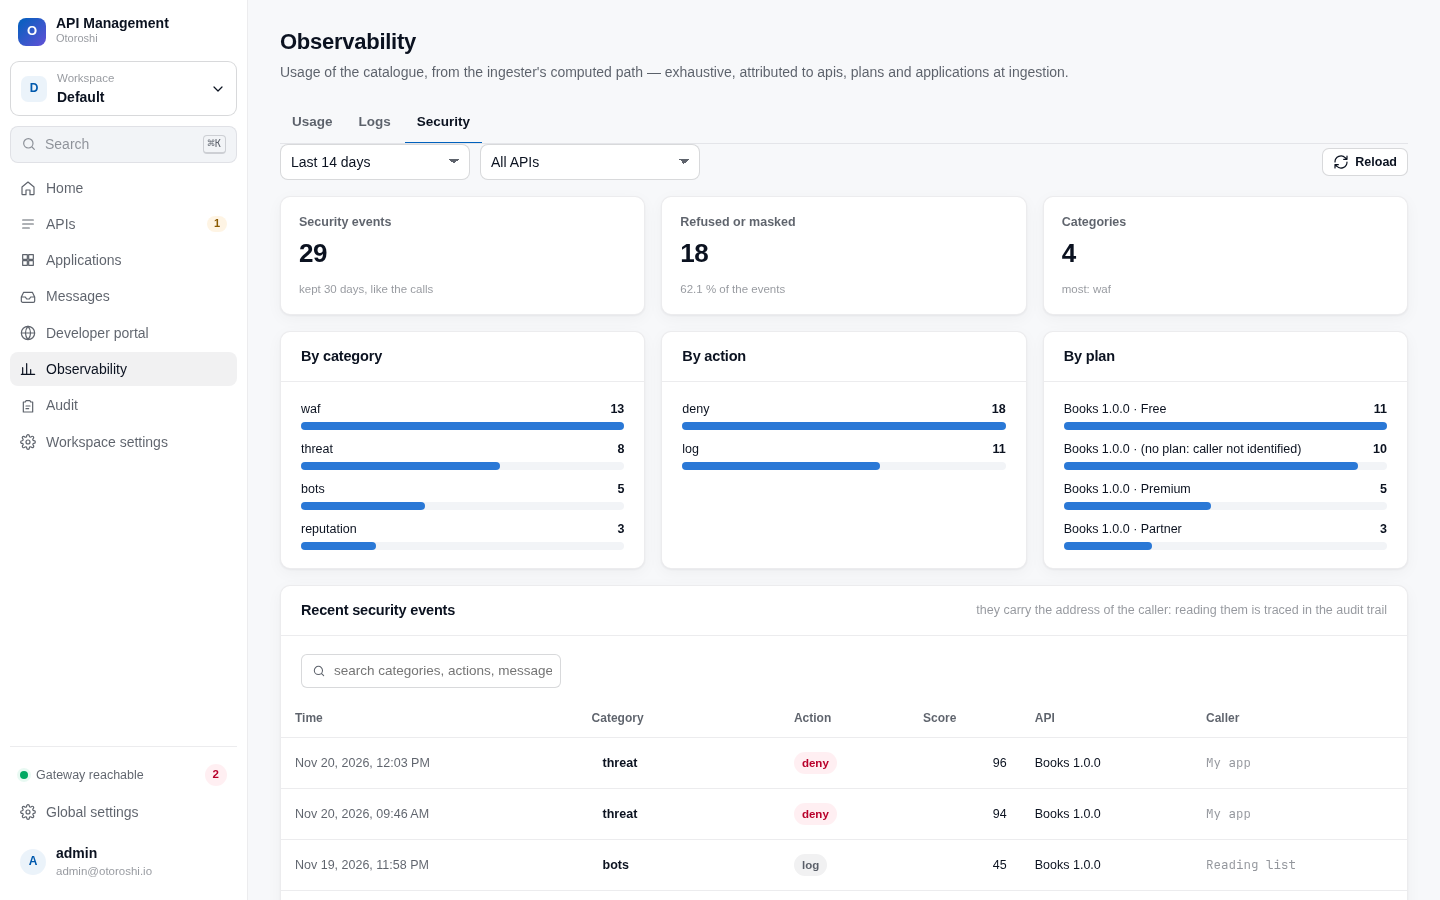 O
API Management
Otoroshi
D
Workspace
Default
Search
⌘K
Home
APIs
1
Applications
Messages
Developer portal
Observability
Audit
Workspace settings
Gateway reachable
2
Global settings
A
admin
admin@otoroshi.io
Observability
Usage of the catalogue, from the ingester's computed path — exhaustive, attributed to apis, plans and applications at ingestion.
Usage Logs Security
Last 14 days
All APIs
Reload
Security events
29
kept 30 days, like the calls
Refused or masked
18
62.1 % of the events
Categories
4
most: waf
By category
waf 13
threat 8
bots 5
reputation 3
By action
deny 18
log 11
By plan
Books 1.0.0 · Free 11
Books 1.0.0 · (no plan: caller not identified) 10
Books 1.0.0 · Premium 5
Books 1.0.0 · Partner 3
Recent security events
they carry the address of the caller: reading them is traced in the audit trail
search categories, actions, message
Time Category Action Score API Caller
Nov 20, 2026, 12:03 PM threat deny 96 Books 1.0.0 My app
Nov 20, 2026, 09:46 AM threat deny 94 Books 1.0.0 My app
Nov 19, 2026, 11:58 PM bots log 45 Books 1.0.0 Reading list